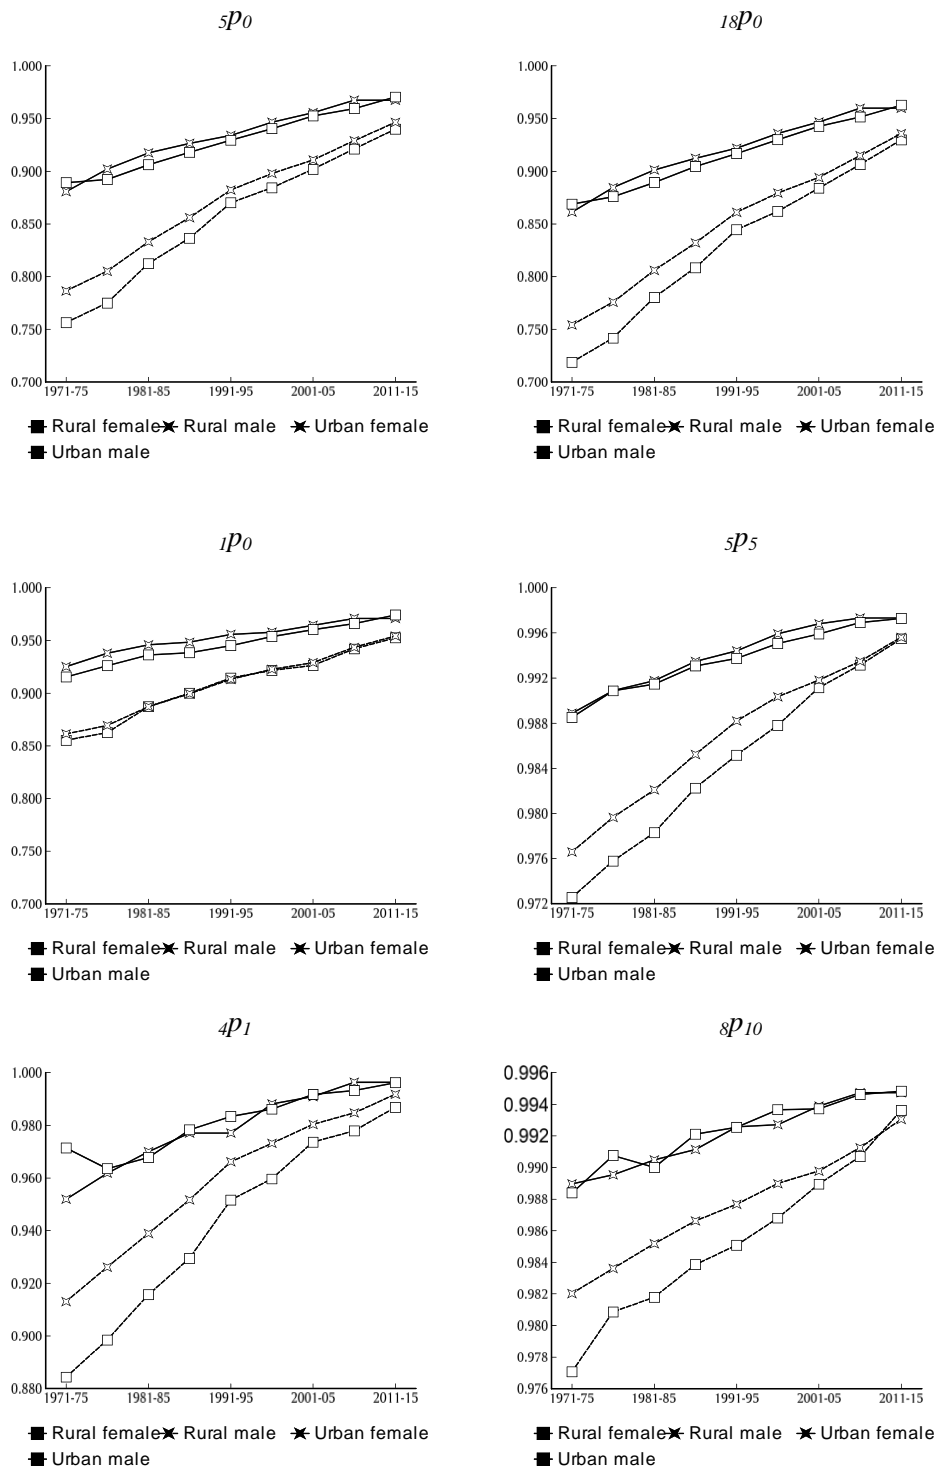 5p0
18p0
1.000
0.950
0.900
0.850
0.800
0.750
0.700
1971-75 1981-85 1991-95 2001-05 2011-15
Rural female Rural male Urban female
Urban male
1.000
0.950
0.900
0.850
0.800
0.750
0.700
1971-75 1981-85 1991-95 2001-05 2011-15
Rural female Rural male Urban female
Urban male
1p0
5p5
1.000
0.950
0.900
0.850
0.800
0.750
0.700
1971-75 1981-85 1991-95 2001-05 2011-15
Rural female Rural male Urban female
Urban male
1.000
0.996
0.992
0.988
0.984
0.980
0.976
0.972
1971-75 1981-85 1991-95 2001-05 2011-15
Rural female Rural male Urban female
Urban male
4p1
8p10
1.000
0.980
0.960
0.940
0.920
0.900
0.880
1971-75 1981-85 1991-95 2001-05 2011-15
Rural female Rural male Urban female
Urban male
0.996
0.994
0.992
0.990
0.988
0.986
0.984
0.982
0.980
0.978
0.976
1971-75 1981-85 1991-95 2001-05 2011-15
Rural female Rural male Urban female
Urban male